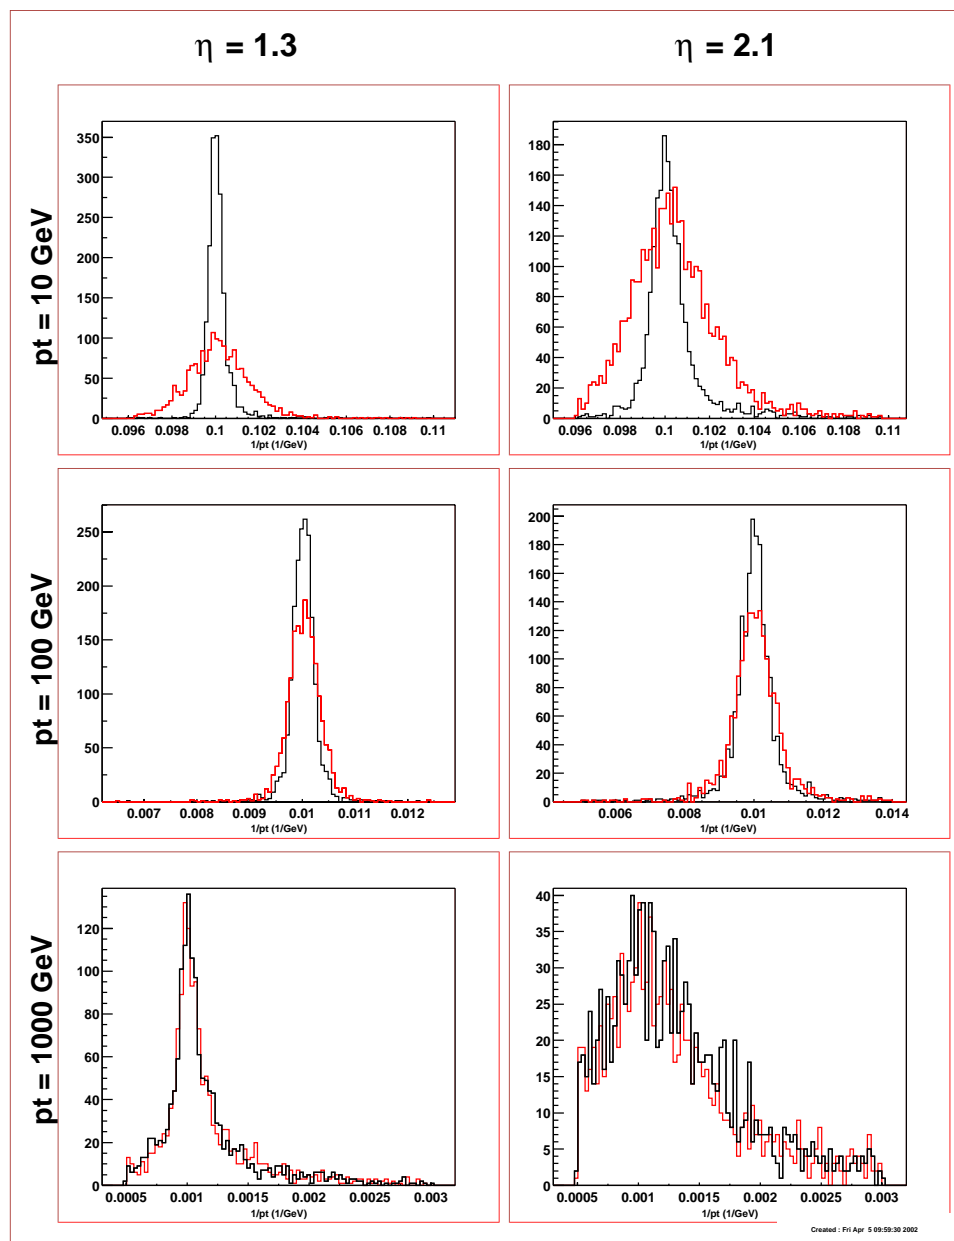 η = 1.3
η = 2.1
pt = 10 GeV
350
300
250
200
150
100
50
0
0.096 0.098 0.1 0.102 0.104 0.106 0.108 0.11
1/pt (1/GeV)
180
160
140
120
100
80
60
40
20
0
0.096 0.098 0.1 0.102 0.104 0.106 0.108 0.11
1/pt (1/GeV)
pt = 100 GeV
250
200
150
100
50
0
0.007 0.008 0.009 0.01 0.011 0.012
1/pt (1/GeV)
200
180
160
140
120
100
80
60
40
20
0
0.006 0.008 0.01 0.012 0.014
1/pt (1/GeV)
pt = 1000 GeV
120
100
80
60
40
20
0
0.0005 0.001 0.0015 0.002 0.0025 0.003
1/pt (1/GeV)
40
35
30
25
20
15
10
5
0
0.0005 0.001 0.0015 0.002 0.0025 0.003
1/pt (1/GeV)
Created : Fri Apr 5 09:59:30 2002